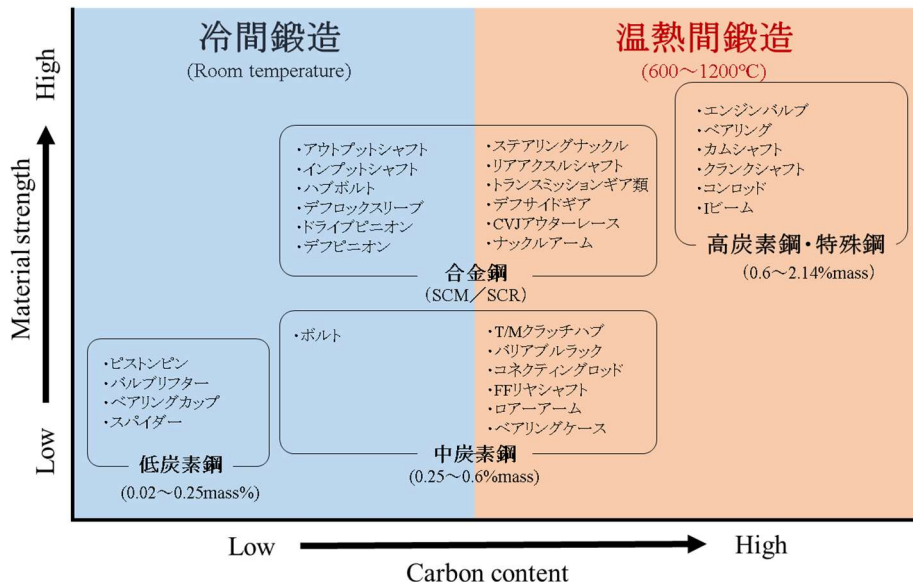 冷間鍛造
(Room temperature)
温熱間鍛造
(600～1200℃)
High
Material strength
Low
・アウトプットシャフト
・インプットシャフト
・ハブボルト
・デフロックスリーブ
・ドライブピニオン
・デフピニオン
・ステアリングナックル
・リアアクスルシャフト
・トランスミッションギア類
・デフサイドギア
・CVJアウターレース
・ナックルアーム
合金鋼
(SCM／SCR)
・エンジンバルブ
・ベアリング
・カムシャフト
・クランクシャフト
・コンロッド
・Iビーム
高炭素鋼・特殊鋼
(0.6～2.14%mass)
・ピストンピン
・バルブリフター
・ベアリングカップ
・スパイダー
低炭素鋼
(0.02～0.25mass%)
・ボルト
・T/Mクラッチハブ
・バリアブルラック
・コネクティングロッド
・FFリヤシャフト
・ロアーアーム
・ベアリングケース
中炭素鋼
(0.25～0.6%mass)
Low
High
Carbon content